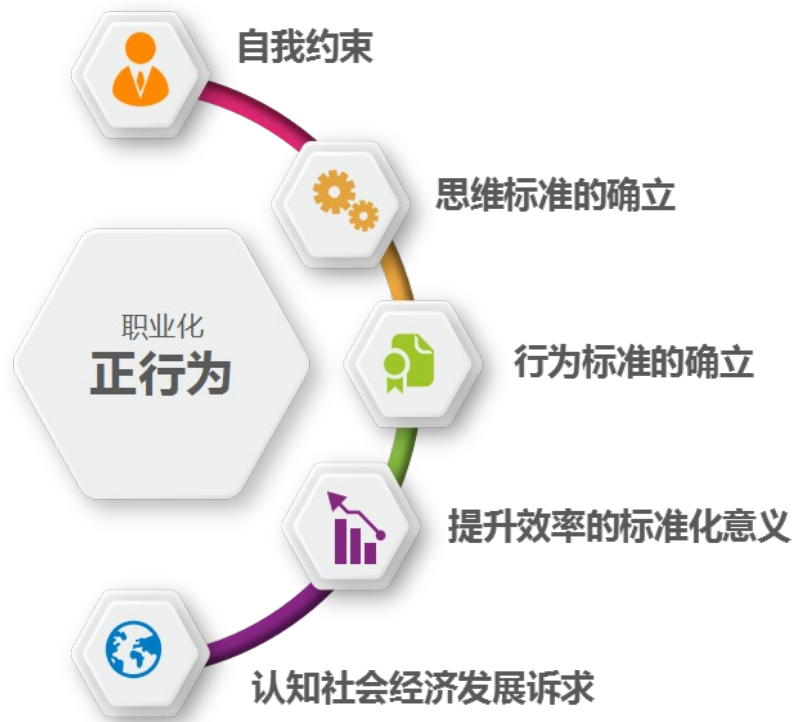 自我约束
思维标准的确立
职业化
正行为
行为标准的确立
提升效率的标准化意义
认知社会经济发展诉求